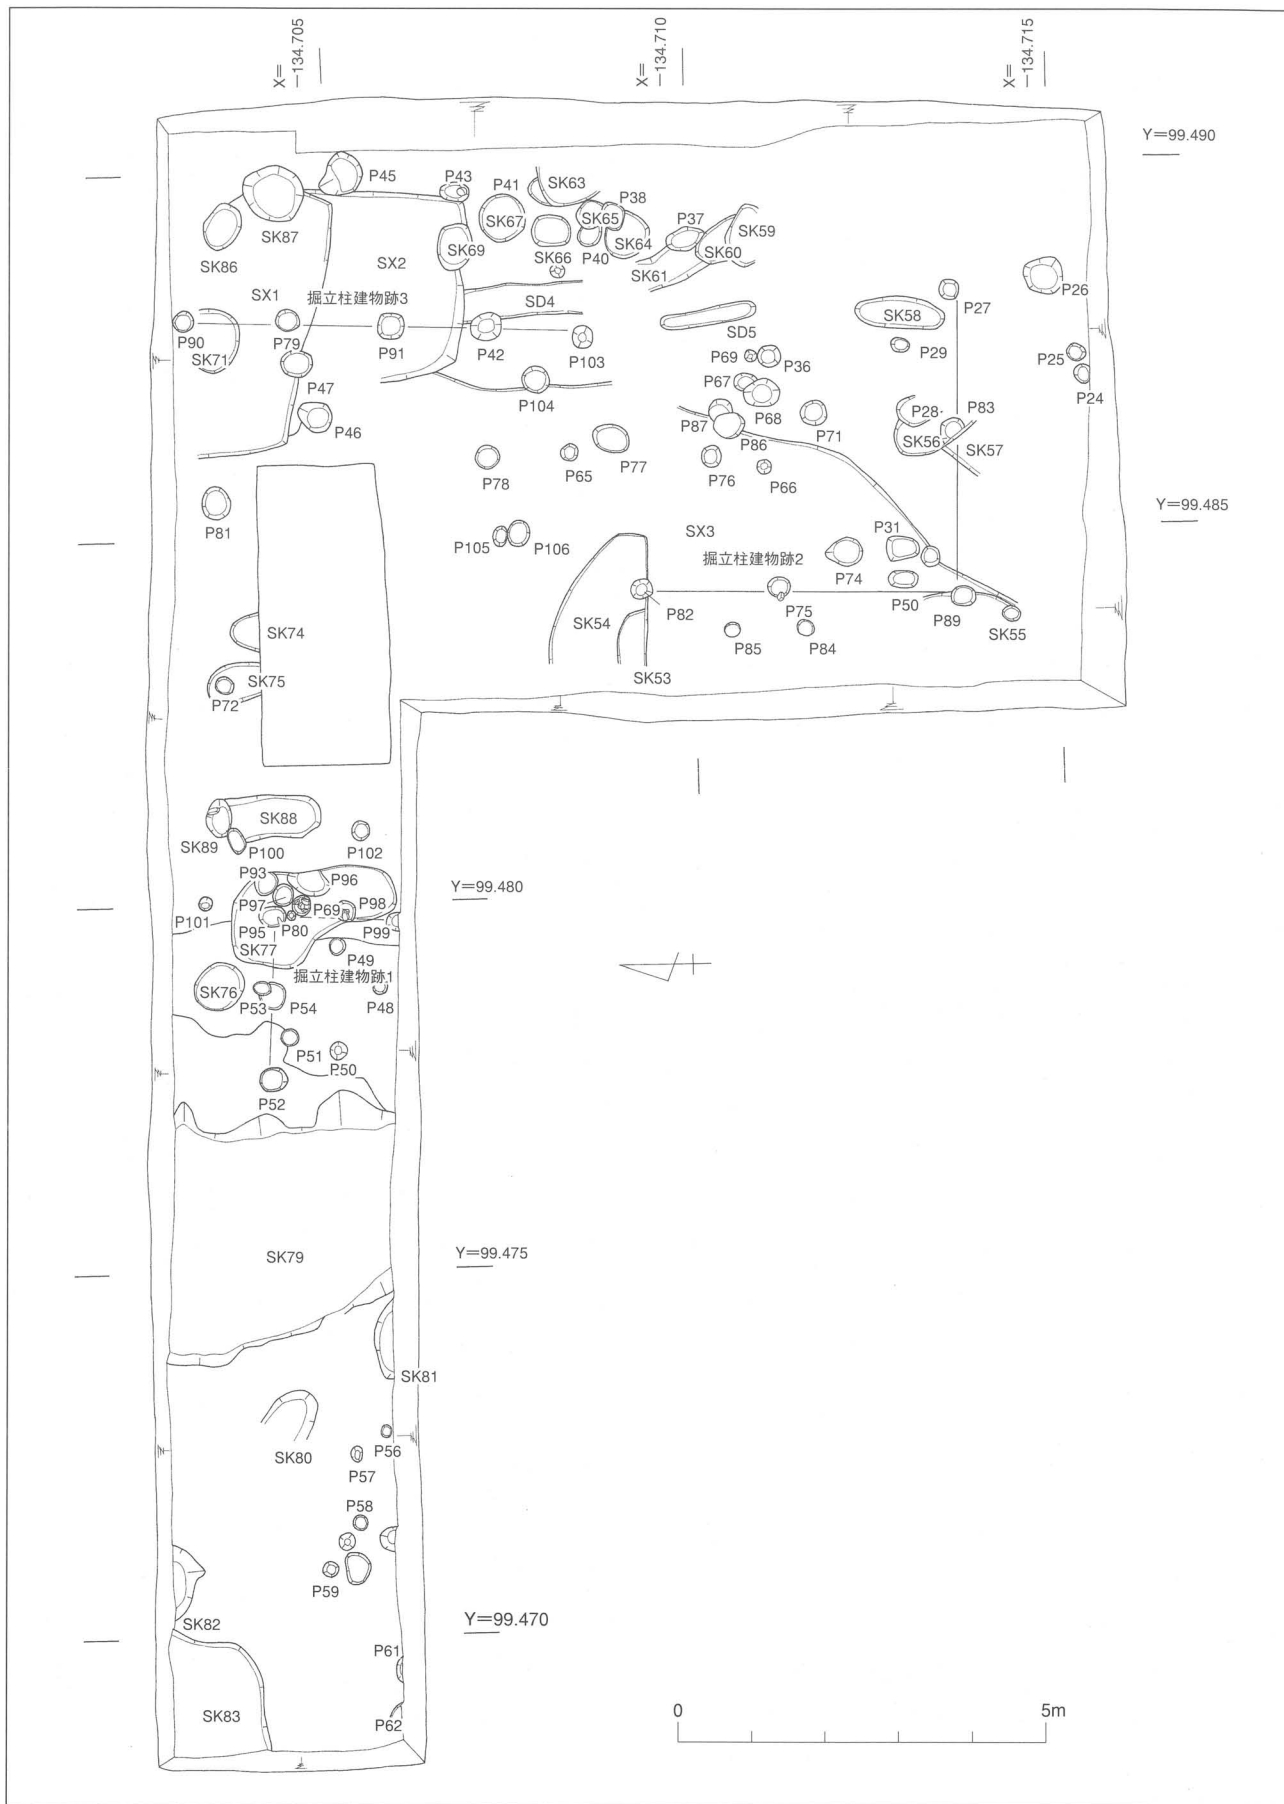 X=
−134.705
X=
−134.710
X=
−134.715
Y=99.490
P45
P43
P41
SK63
P38
SK87
SK67
SK65
P37
SK59
SK86
SK69
SK66
P40
SK64
SK60
SX2
SK61
P26
SX1
掘立柱建物跡3
SD4
P27
SK58
P90
P79
P91
P42
SD5
SK71
P103
P69
P36
P29
P25
P47
P104
P67
P24
P68
P46
P87
P71
P28
P83
P86
SK56
SK57
P78
P65
P77
P76
P66
P81
Y=99.485
P105
P106
SX3
P31
掘立柱建物跡2
P74
P50
P82
P75
P89
SK55
SK74
SK54
P85
P84
SK75
SK53
P72
SK88
SK89
P100
P102
P93
P96
Y=99.480
P97
P69
P98
P101
P95
P80
P99
SK77
P49
掘立柱建物跡1
SK76
P53
P54
P48
P51
P50
P52
SK79
Y=99.475
SK81
SK80
P56
P57
P58
P59
SK82
Y=99.470
P61
SK83
P62
0
5m